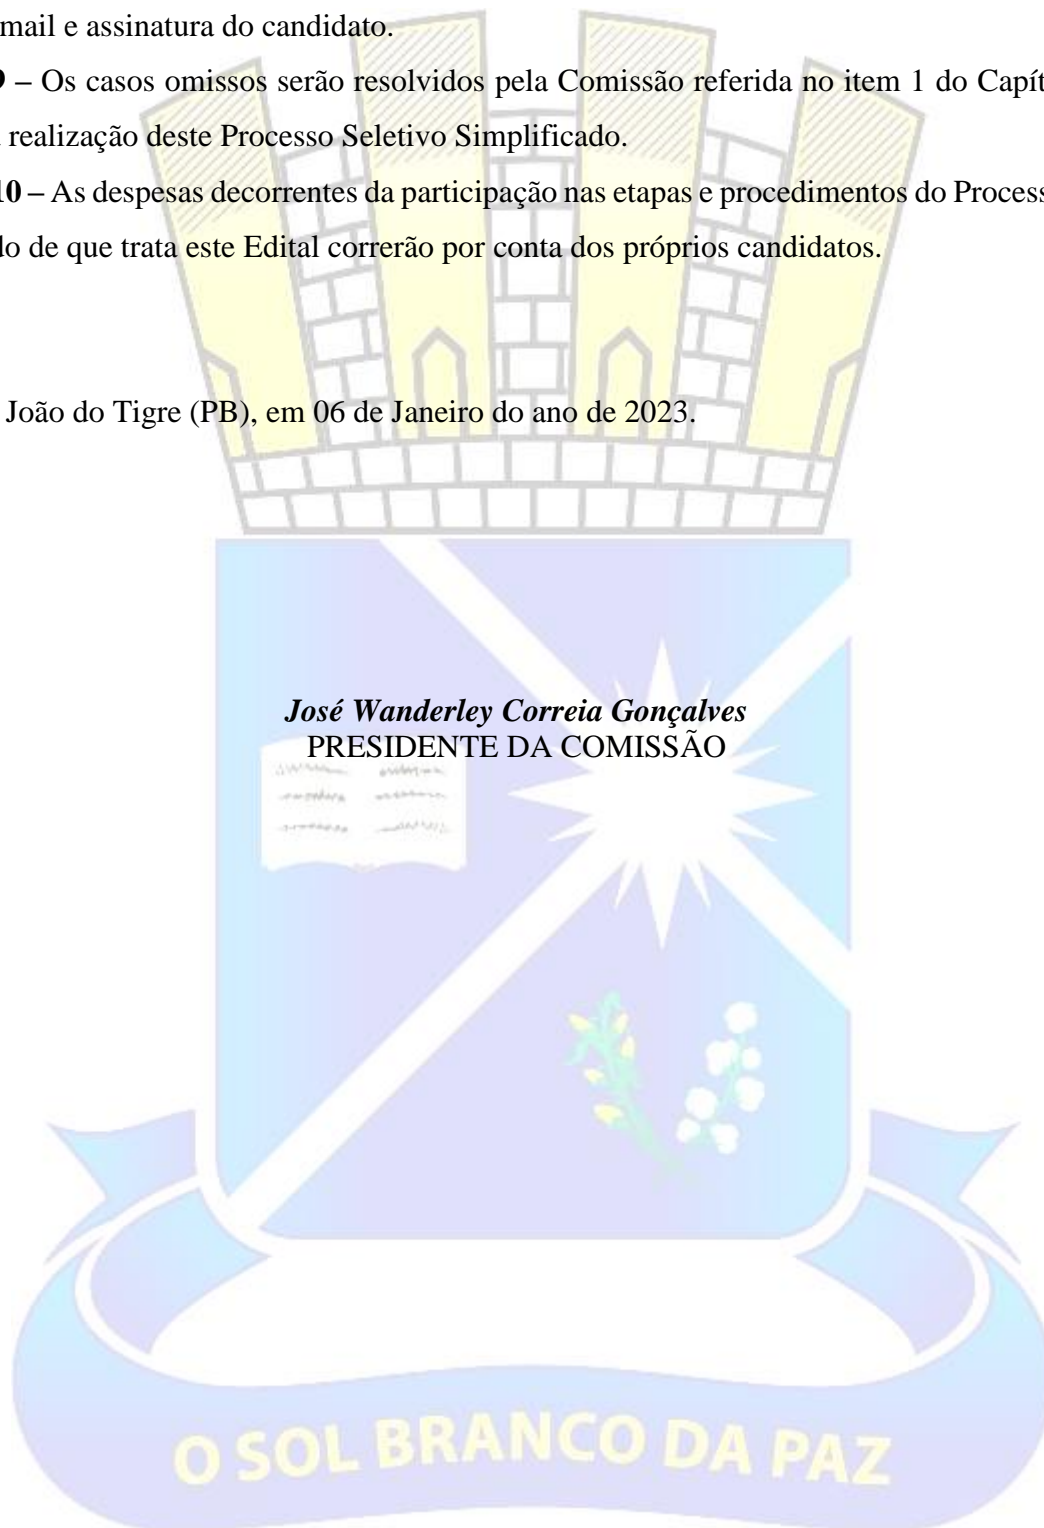 mail e assinatura do candidato.
9 – Os casos omissos serão resolvidos pela Comissão referida no item 1 do Capít
realização deste Processo Seletivo Simplificado.
10 – As despesas decorrentes da participação nas etapas e procedimentos do Process
do de que trata este Edital correrão por conta dos próprios candidatos.
João do Tigre (PB), em 06 de Janeiro do ano de 2023.
José Wanderley Correia Gonçalves
PRESIDENTE DA COMISSÃO
O SOL BRANCO DA PAZ